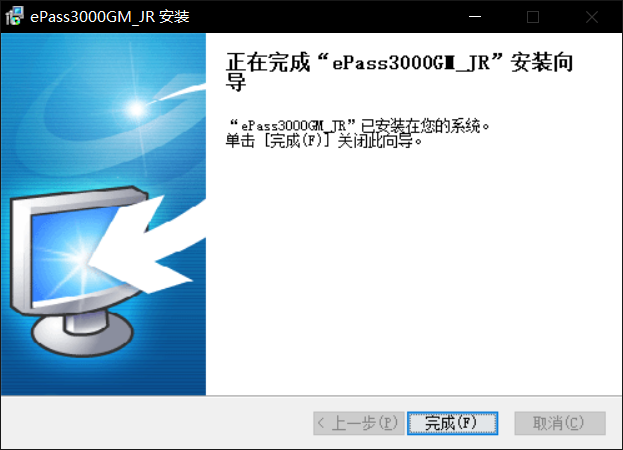 ePass3000GM_JR 安装
正在完成“ePass3000GM_JR”安装向
导
“ePass3000GM_JR”已安装在您的系统。
单击 [完成(F)] 关闭此向导。
< 上一步(P)
完成(F)
取消(C)